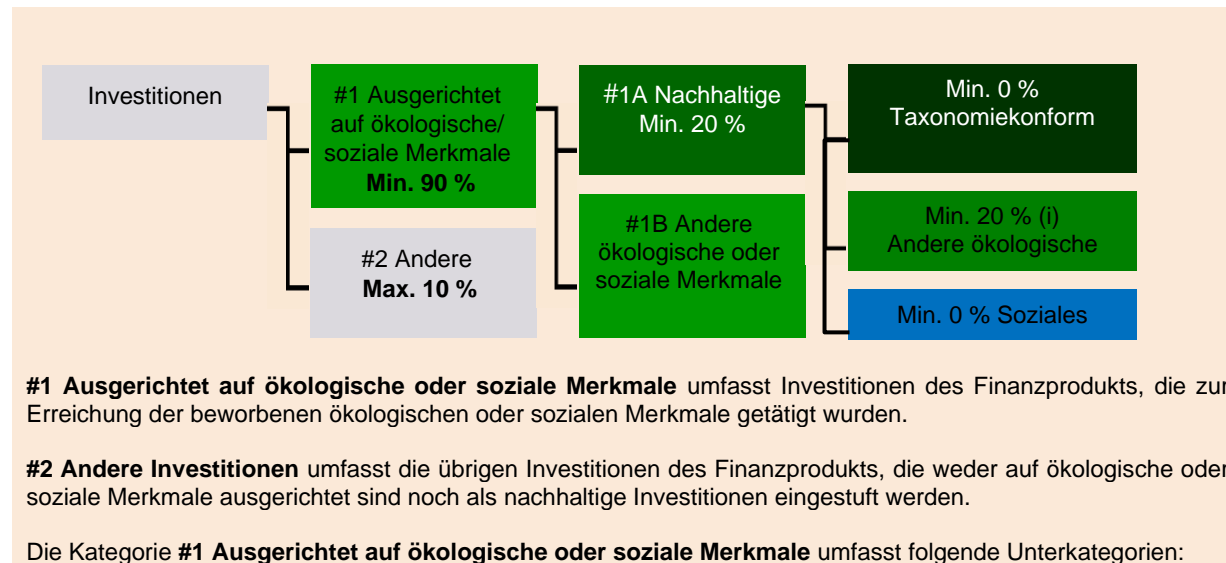 Investitionen
#1 Ausgerichtet
auf ökologische/
soziale Merkmale
Min. 90 %
#2 Andere
Max. 10 %
#1A Nachhaltige
Min. 20 %
#1B Andere
ökologische oder
soziale Merkmale
Min. 0 %
Taxonomiekonform
Min. 20 % (i)
Andere ökologische
Min. 0 % Soziales
#1 Ausgerichtet auf ökologische oder soziale Merkmale umfasst Investitionen des Finanzprodukts, die zur
Erreichung der beworbenen ökologischen oder sozialen Merkmale getätigt wurden.
#2 Andere Investitionen umfasst die übrigen Investitionen des Finanzprodukts, die weder auf ökologische oder
soziale Merkmale ausgerichtet sind noch als nachhaltige Investitionen eingestuft werden.
Die Kategorie #1 Ausgerichtet auf ökologische oder soziale Merkmale umfasst folgende Unterkategorien: